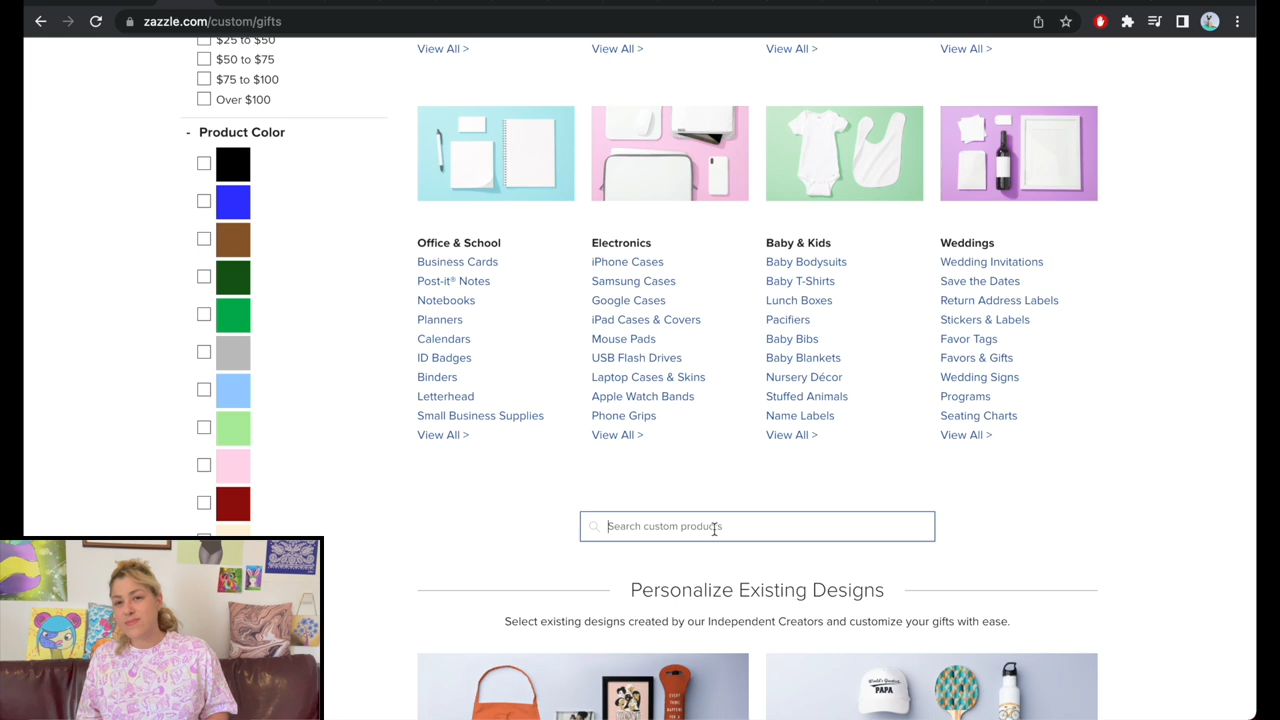 zazzle.com/custom/gifts
$25 to $50
$50 to $75
$75 to $100
Over $100
- Product Color
View All >
View All >
View All >
View All >
Office & School
Business Cards
Post-it® Notes
Notebooks
Planners
Calendars
ID Badges
Binders
Letterhead
Small Business Supplies
View All >
Electronics
iPhone Cases
Samsung Cases
Google Cases
iPad Cases & Covers
Mouse Pads
USB Flash Drives
Laptop Cases & Skins
Apple Watch Bands
Phone Grips
View All >
Baby & Kids
Baby Bodysuits
Baby T-Shirts
Lunch Boxes
Pacifiers
Baby Bibs
Baby Blankets
Nursery Décor
Stuffed Animals
Name Labels
View All >
Weddings
Wedding Invitations
Save the Dates
Return Address Labels
Stickers & Labels
Favor Tags
Favors & Gifts
Wedding Signs
Programs
Seating Charts
View All >
Search custom products
Personalize Existing Designs
Select existing designs created by our Independent Creators and customize your gifts with ease.
World's Greatest
PAPA